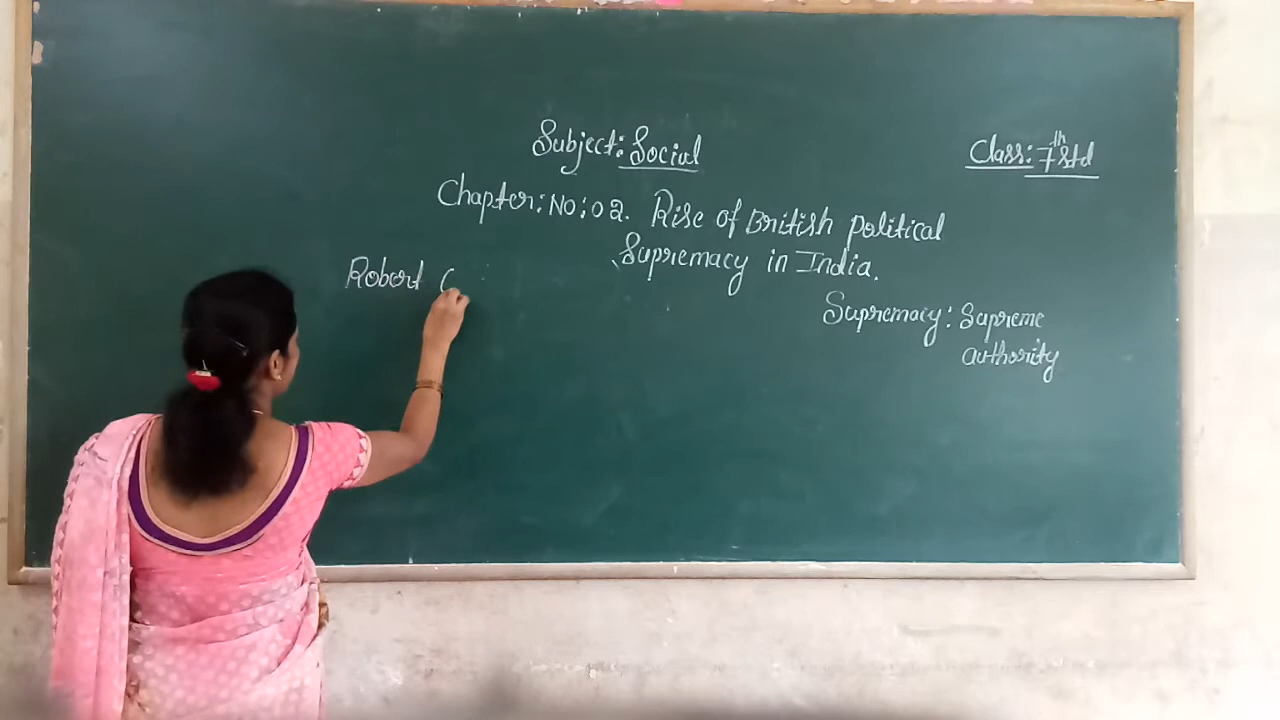 Subject: Social
Class: 7th Std
Chapter: No: 02. Rise of British Political
Supremacy in India.
Robert C
Supremacy: Supreme
authority